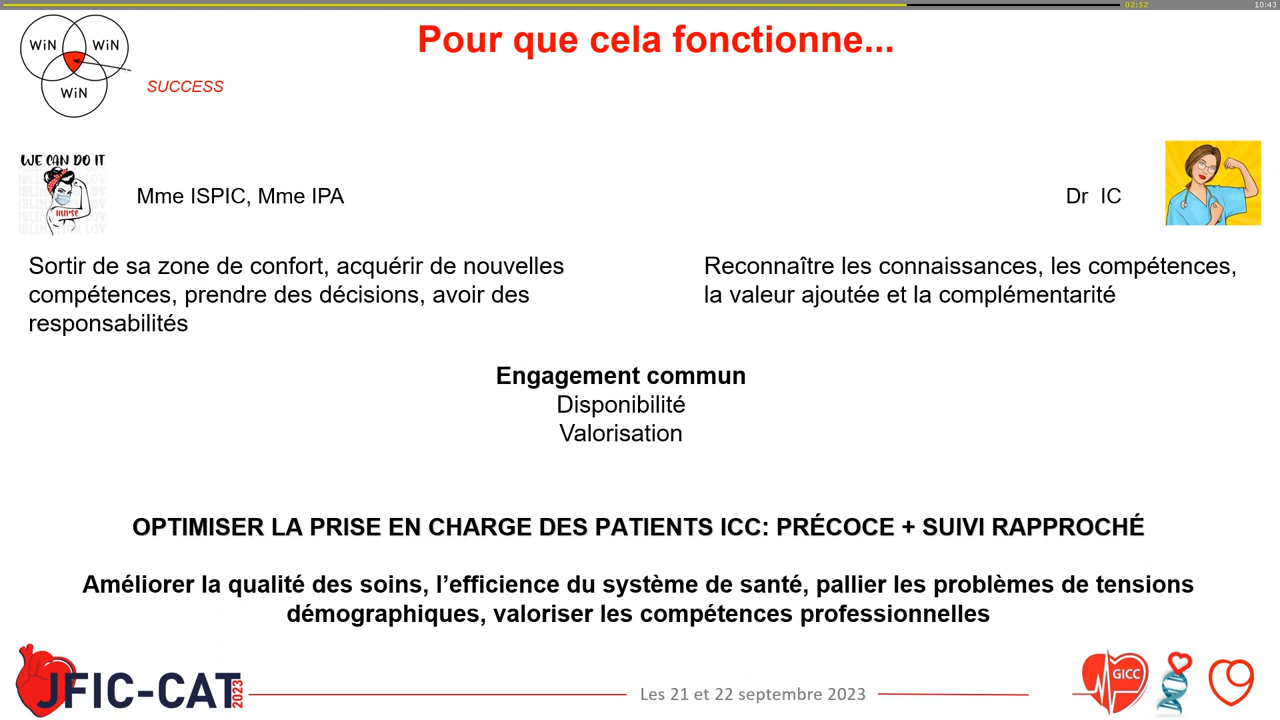 02:52
10:43
Pour que cela fonctionne...
WiN WiN
WiN
SUCCESS
WE CAN DO IT
NURSE
Mme ISPIC, Mme IPA
Dr IC
Sortir de sa zone de confort, acquérir de nouvelles
compétences, prendre des décisions, avoir des
responsabilités
Reconnaître les connaissances, les compétences,
la valeur ajoutée et la complémentarité
Engagement commun
Disponibilité
Valorisation
OPTIMISER LA PRISE EN CHARGE DES PATIENTS ICC: PRÉCOCE + SUIVI RAPPROCHÉ
Améliorer la qualité des soins, l’efficience du système de santé, pallier les problèmes de tensions
démographiques, valoriser les compétences professionnelles
JFIC-CAT
2023
Les 21 et 22 septembre 2023
GICC